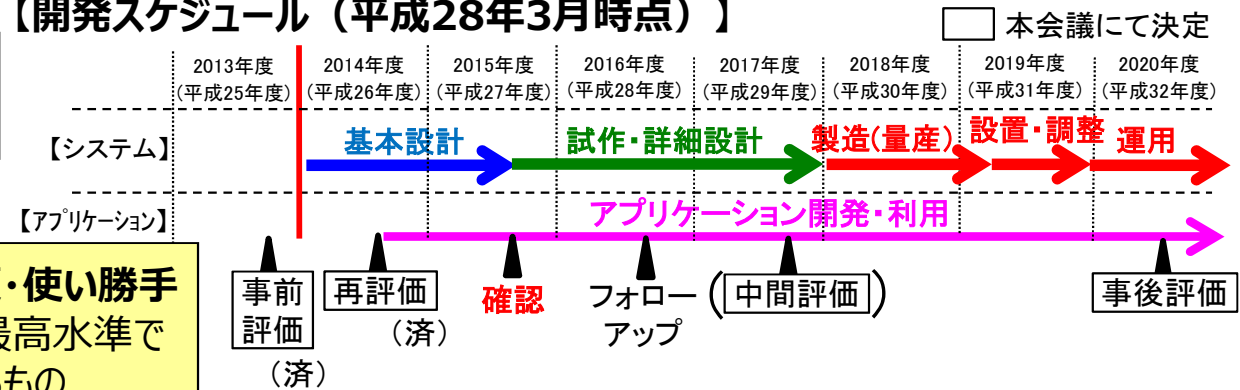 【開発スケジュール（平成28年3月時点）】
本会議にて決定
2013年度 2014年度 2015年度 2016年度 2017年度 2018年度 2019年度 2020年度
(平成25年度) (平成26年度) (平成27年度) (平成28年度) (平成29年度) (平成30年度) (平成31年度) (平成32年度)
【システム】 基本設計 試作・詳細設計 製造(量産) 設置・調整 運用
【アプリケーション】 アプリケーション開発・利用
・使い勝手
最高水準で
もの
事前
評価
（済）
再評価
（済）
確認
フォロー
アップ
(中間評価)
事後評価